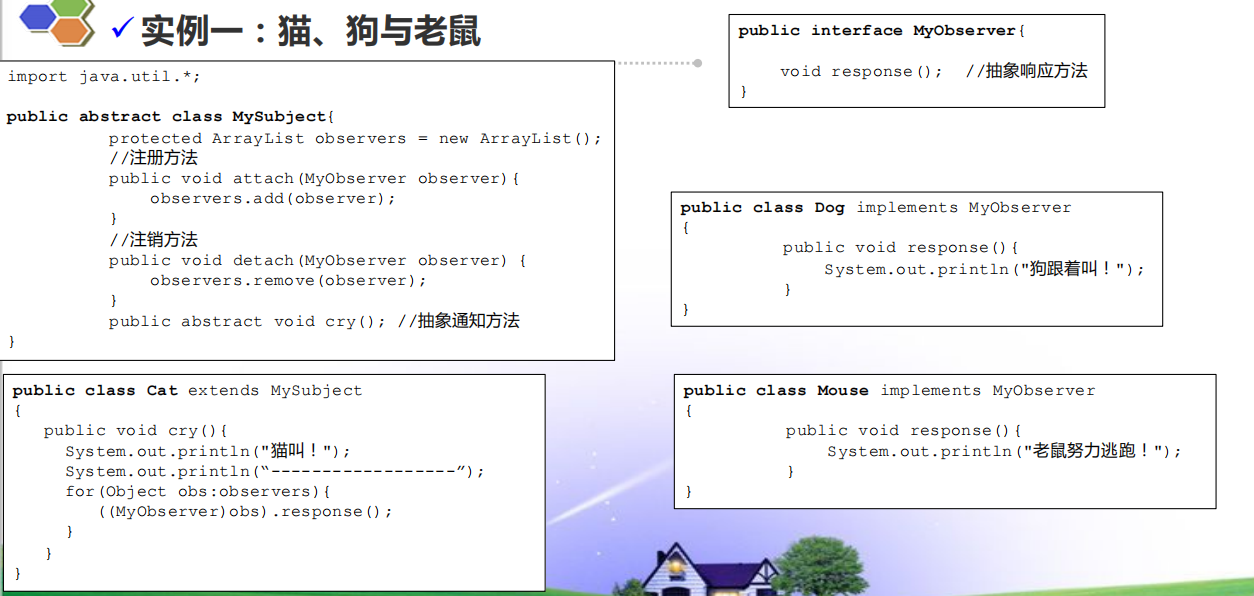 ✓实例一：猫、狗与老鼠
import java.util.*;
public abstract class MySubject{
protected ArrayList observers = new ArrayList();
//注册方法
public void attach(MyObserver observer){
observers.add(observer);
}
//注销方法
public void detach(MyObserver observer) {
observers.remove(observer);
}
public abstract void cry(); //抽象通知方法
}
public class Cat extends MySubject
{
public void cry(){
System.out.println("猫叫！");
System.out.println(“------------------”);
for(Object obs:observers){
((MyObserver)obs).response();
}
}
}
public interface MyObserver{
void response(); //抽象响应方法
}
public class Dog implements MyObserver
{
public void response(){
System.out.println("狗跟着叫！");
}
}
public class Mouse implements MyObserver
{
public void response(){
System.out.println("老鼠努力逃跑！");
}
}